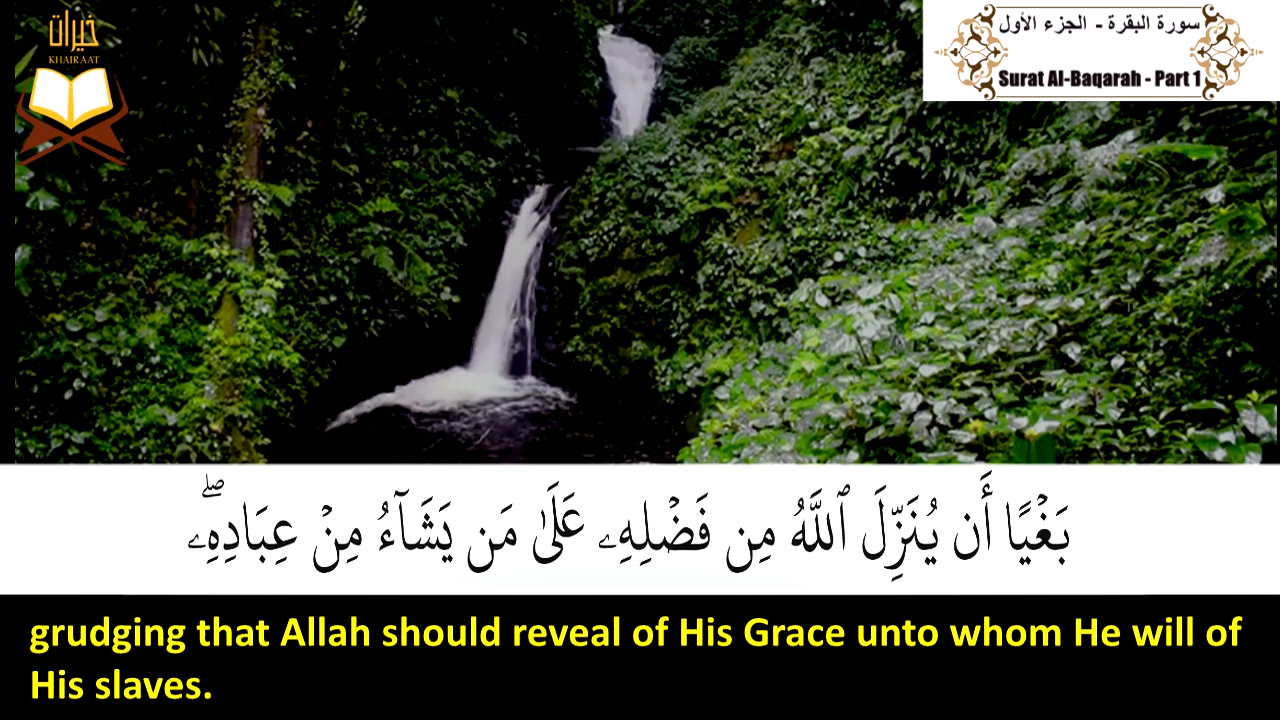 خيرات
KHAIRAAT
سورة البقرة - الجزء الأول
Surat Al-Baqarah - Part 1
بَغْيًا أَن يُنَزِّلَ ٱللَّهُ مِن فَضْلِهِۦ عَلَىٰ مَن يَشَآءُ مِنْ عِبَادِهِۦۖ
grudging that Allah should reveal of His Grace unto whom He will of
His slaves.